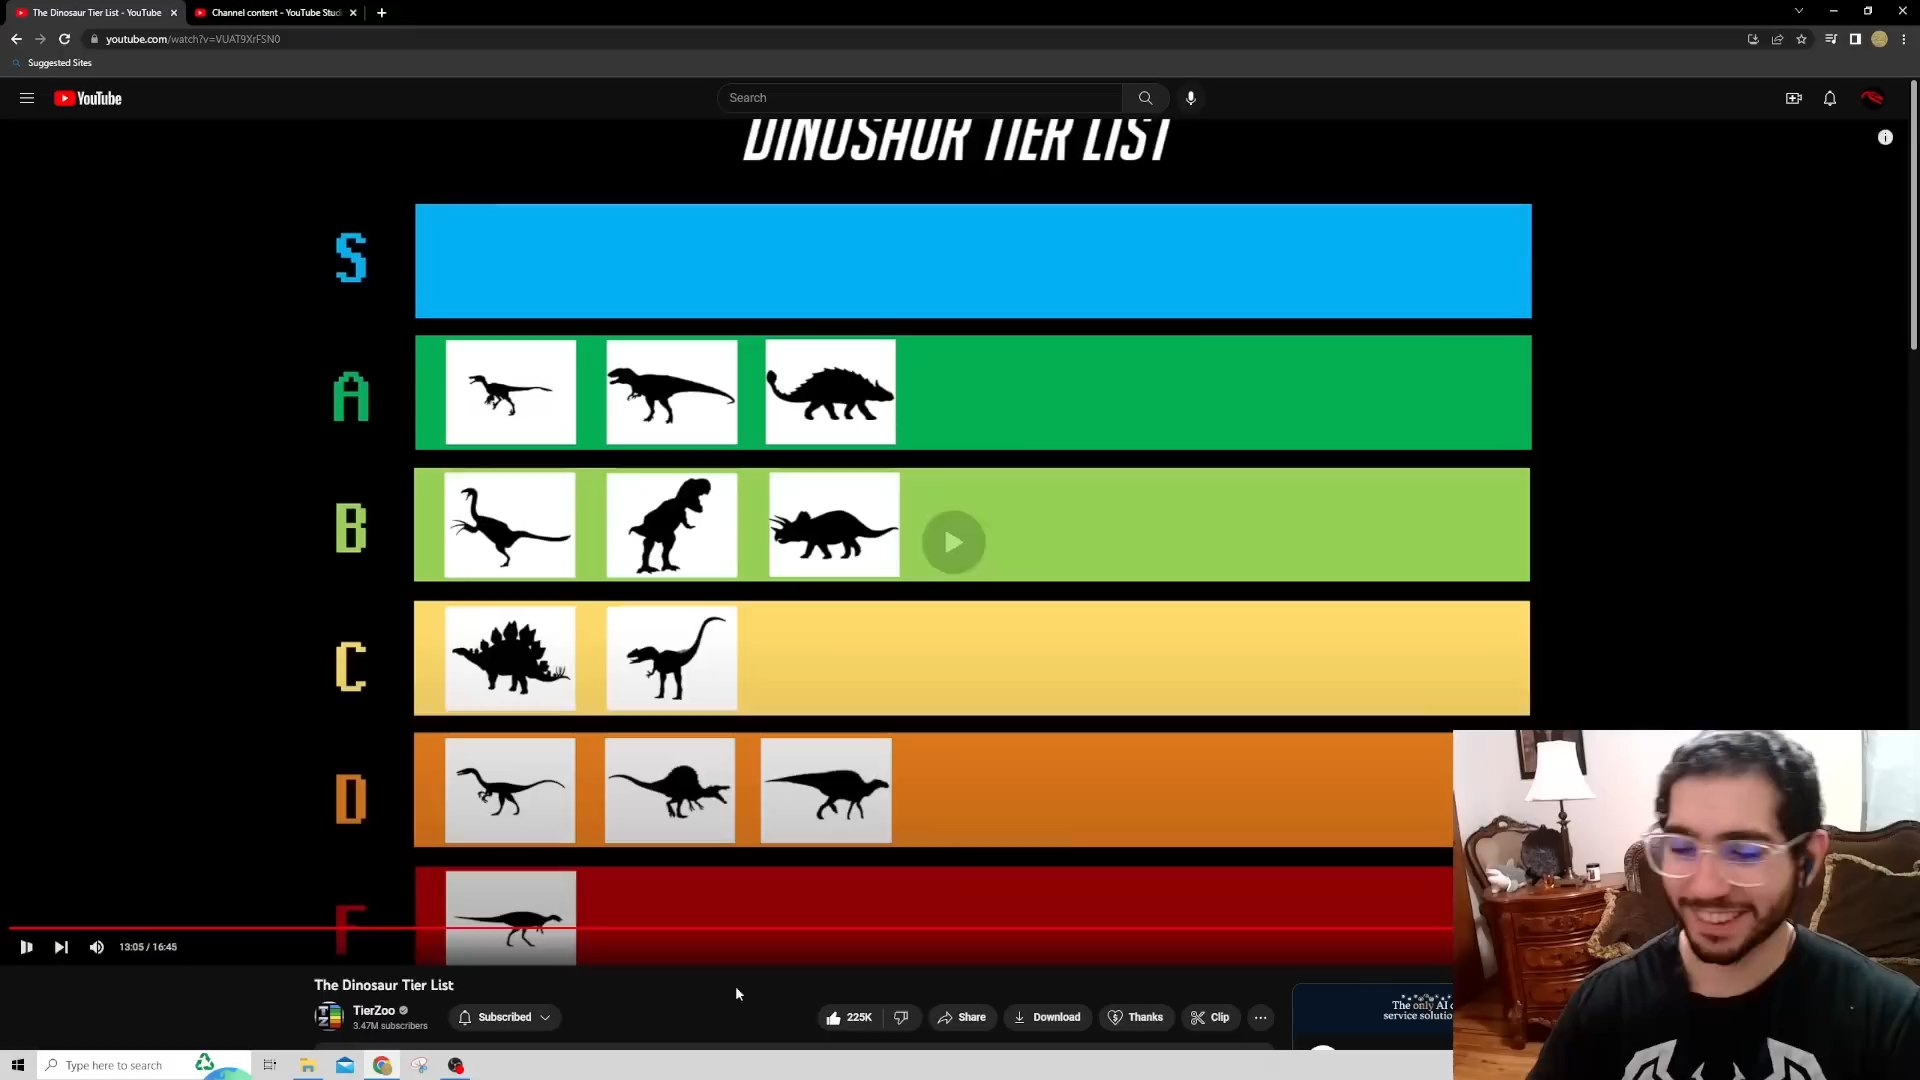 The Dinosaur Tier List - YouTube
Channel content - YouTube Stud
youtube.com/watch?v=VUAT9XrFSN0
Suggested Sites
YouTube
Search
DINOSAUR TIER LIST
S
A
B
C
D
F
13:05 / 16:45
The Dinosaur Tier List
TierZoo
3.47M subscribers
Subscribed
225K
Share
Download
Thanks
Clip
The only AI c
service solutio
Type here to search